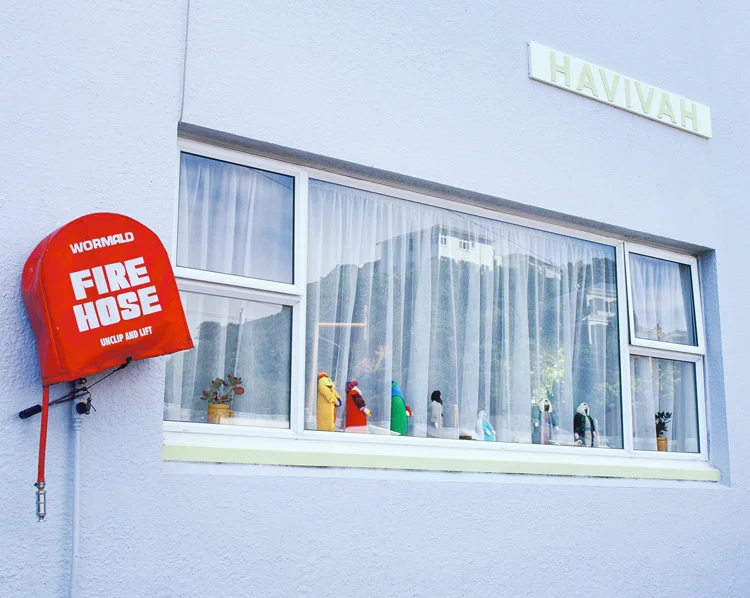 HAVIVAH
WORMALD
FIRE
HOSE
UNCLIP AND LIFT